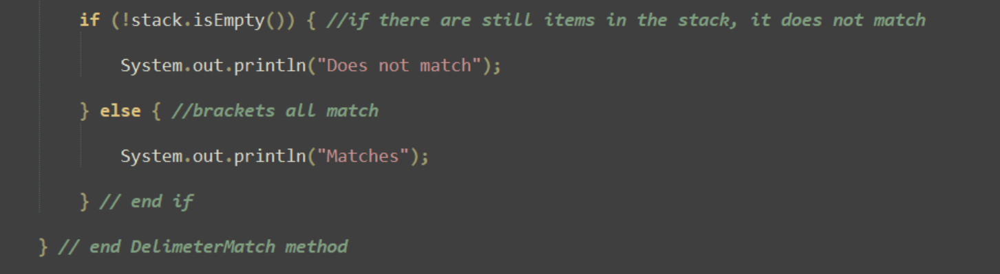 if (!stack.isEmpty()) { //if there are still items in the stack, it does not match
System.out.println("Does not match");
} else { //brackets all match
System.out.println("Matches");
} // end if
} // end DelimeterMatch method